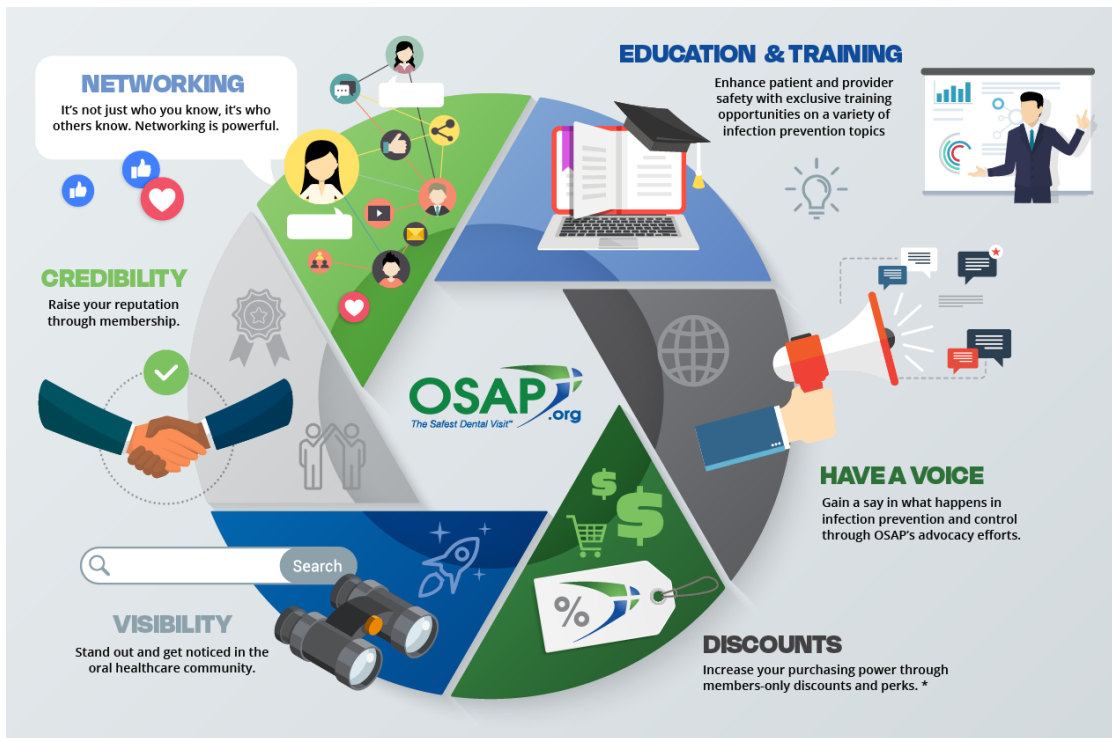 NETWORKING
It's not just who you know, it's who
others know. Networking is powerful.
EDUCATION & TRAINING
Enhance patient and provider
safety with exclusive training
opportunities on a variety of
infection prevention topics
CREDIBILITY
Raise your reputation
through membership.
OSAP
.org
The Safest Dental Visit™
HAVE A VOICE
Gain a say in what happens in
infection prevention and control
through OSAP's advocacy efforts.
$
$
Search
%
VISIBILITY
Stand out and get noticed in the
oral healthcare community.
DISCOUNTS
Increase your purchasing power through
members-only discounts and perks. *